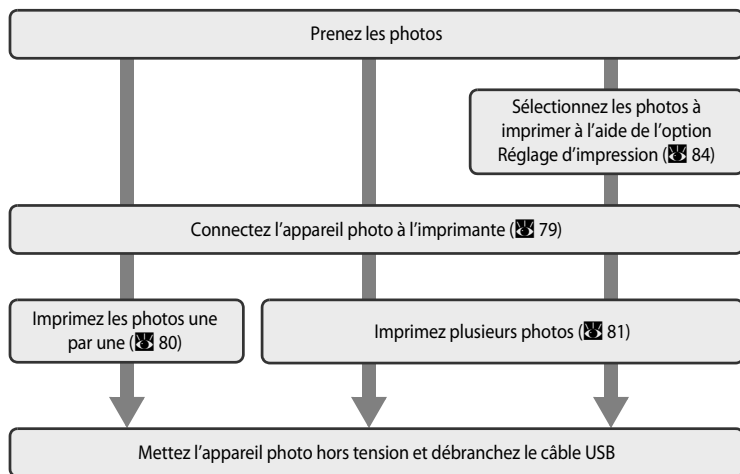 Prenez les photos
Sélectionnez les photos à
imprimer à l'aide de l'option
Réglage d'impression ( 84)
Connectez l'appareil photo à l'imprimante ( 79)
Imprimez les photos une
par une ( 80)
Imprimez plusieurs photos ( 81)
Mettez l'appareil photo hors tension et débranchez le câble USB